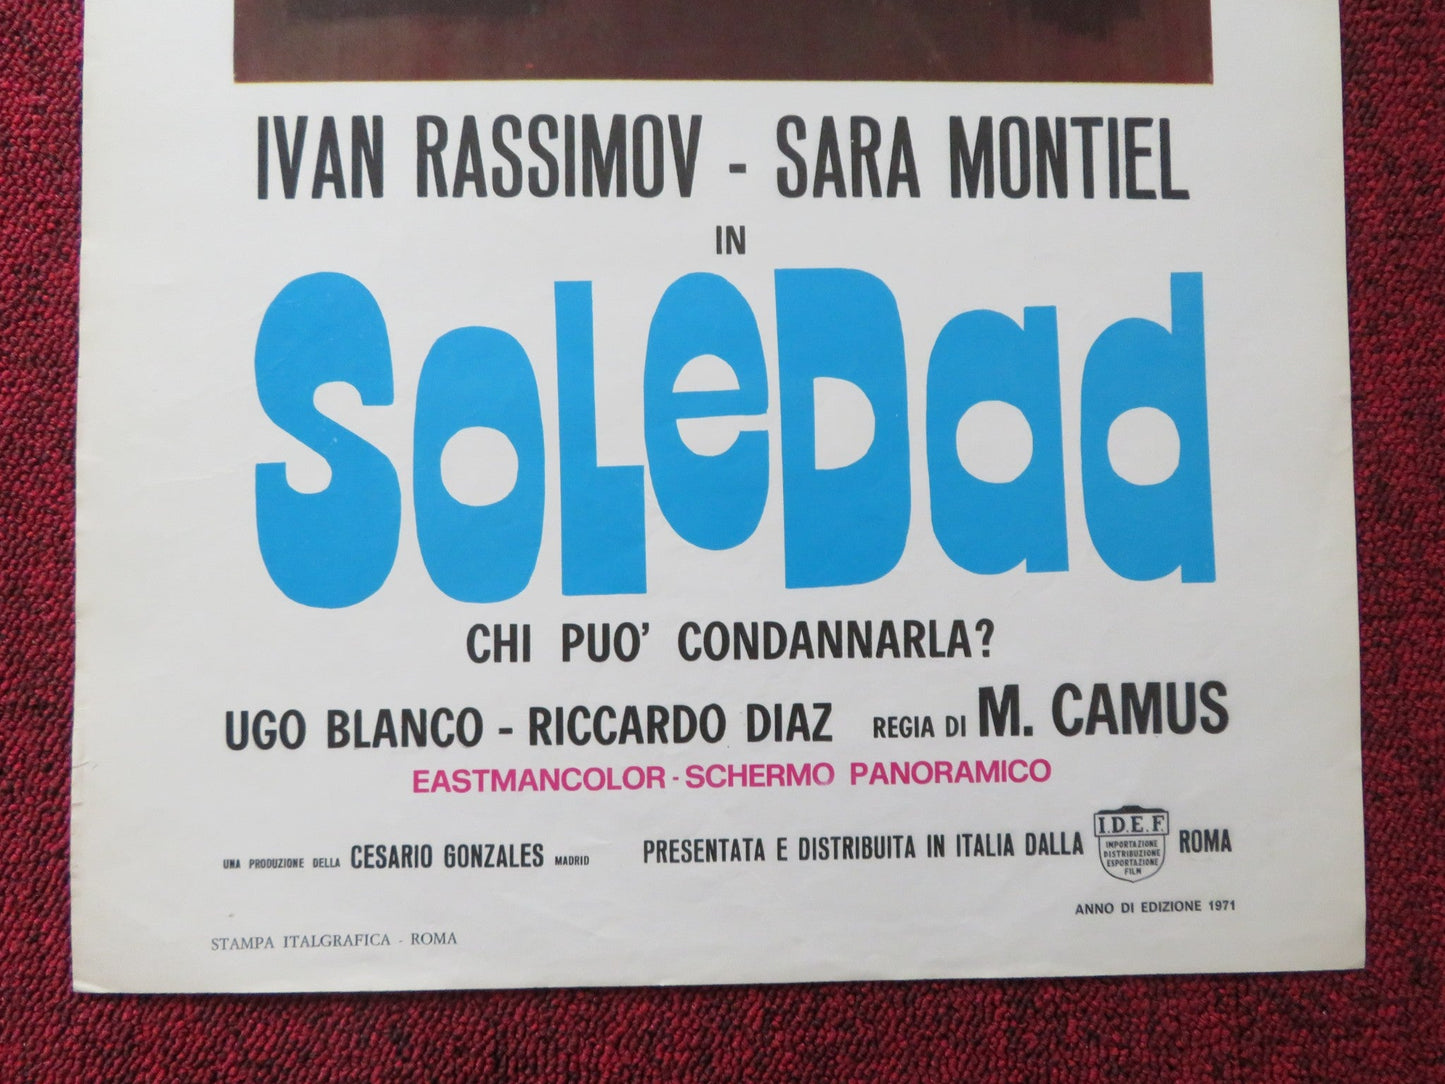 IVAN RASSIMOV - SARA MONTIEL
IN
SOLEDAD
CHI PUO' CONDANNARLA?
UGO BLANCO - RICCARDO DIAZ REGIA DI M. CAMUS
EASTMANCOLOR - SCHERMO PANORAMICO
UNA PRODUZIONE DELLA CESARIO GONZALES MADRID PRESENTATA E DISTRIBUITA IN ITALIA DALLA I.D.E.F. ROMA
IMPORTAZIONE
DISTRIBUZIONE
ESPORTAZIONE
FILM
ANNO DI EDIZIONE 1971
STAMPA ITALGRAFICA - ROMA